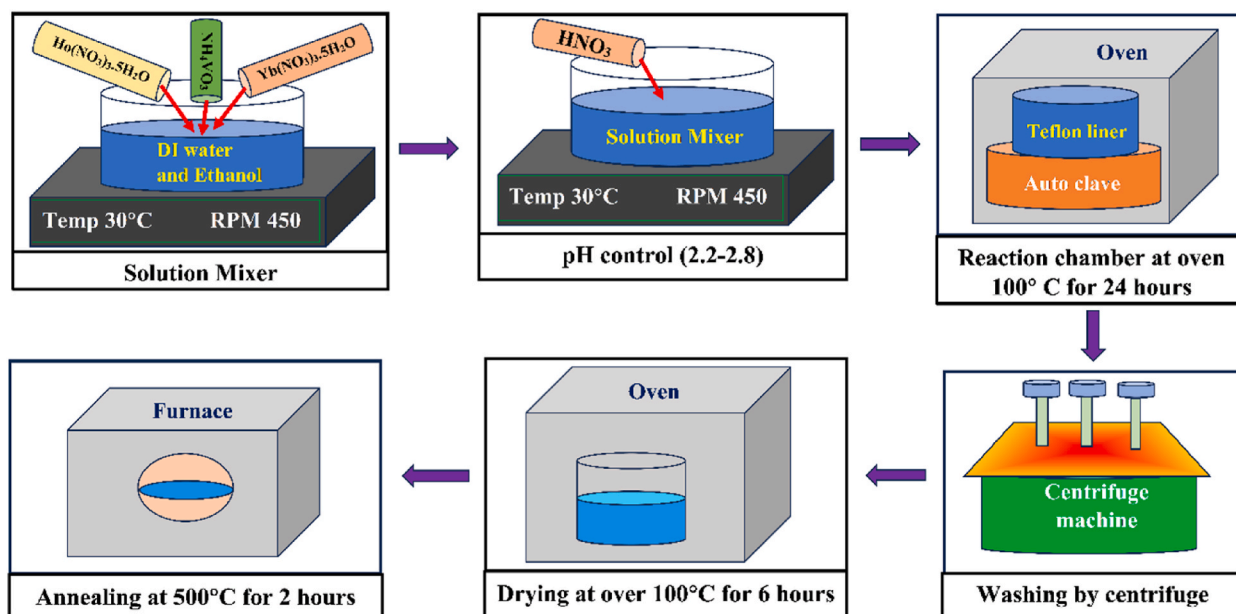 Ho(NO₃)₃.5H₂O
NH₄VO₃
Yb(NO₃)₃.5H₂O
DI water
and Ethanol
Temp 30°C RPM 450
Solution Mixer
HNO₃
Solution Mixer
Temp 30°C RPM 450
pH control (2.2-2.8)
Oven
Teflon liner
Auto clave
Reaction chamber at oven
100° C for 24 hours
Furnace
Annealing at 500°C for 2 hours
Oven
Drying at over 100°C for 6 hours
Centrifuge
machine
Washing by centrifuge